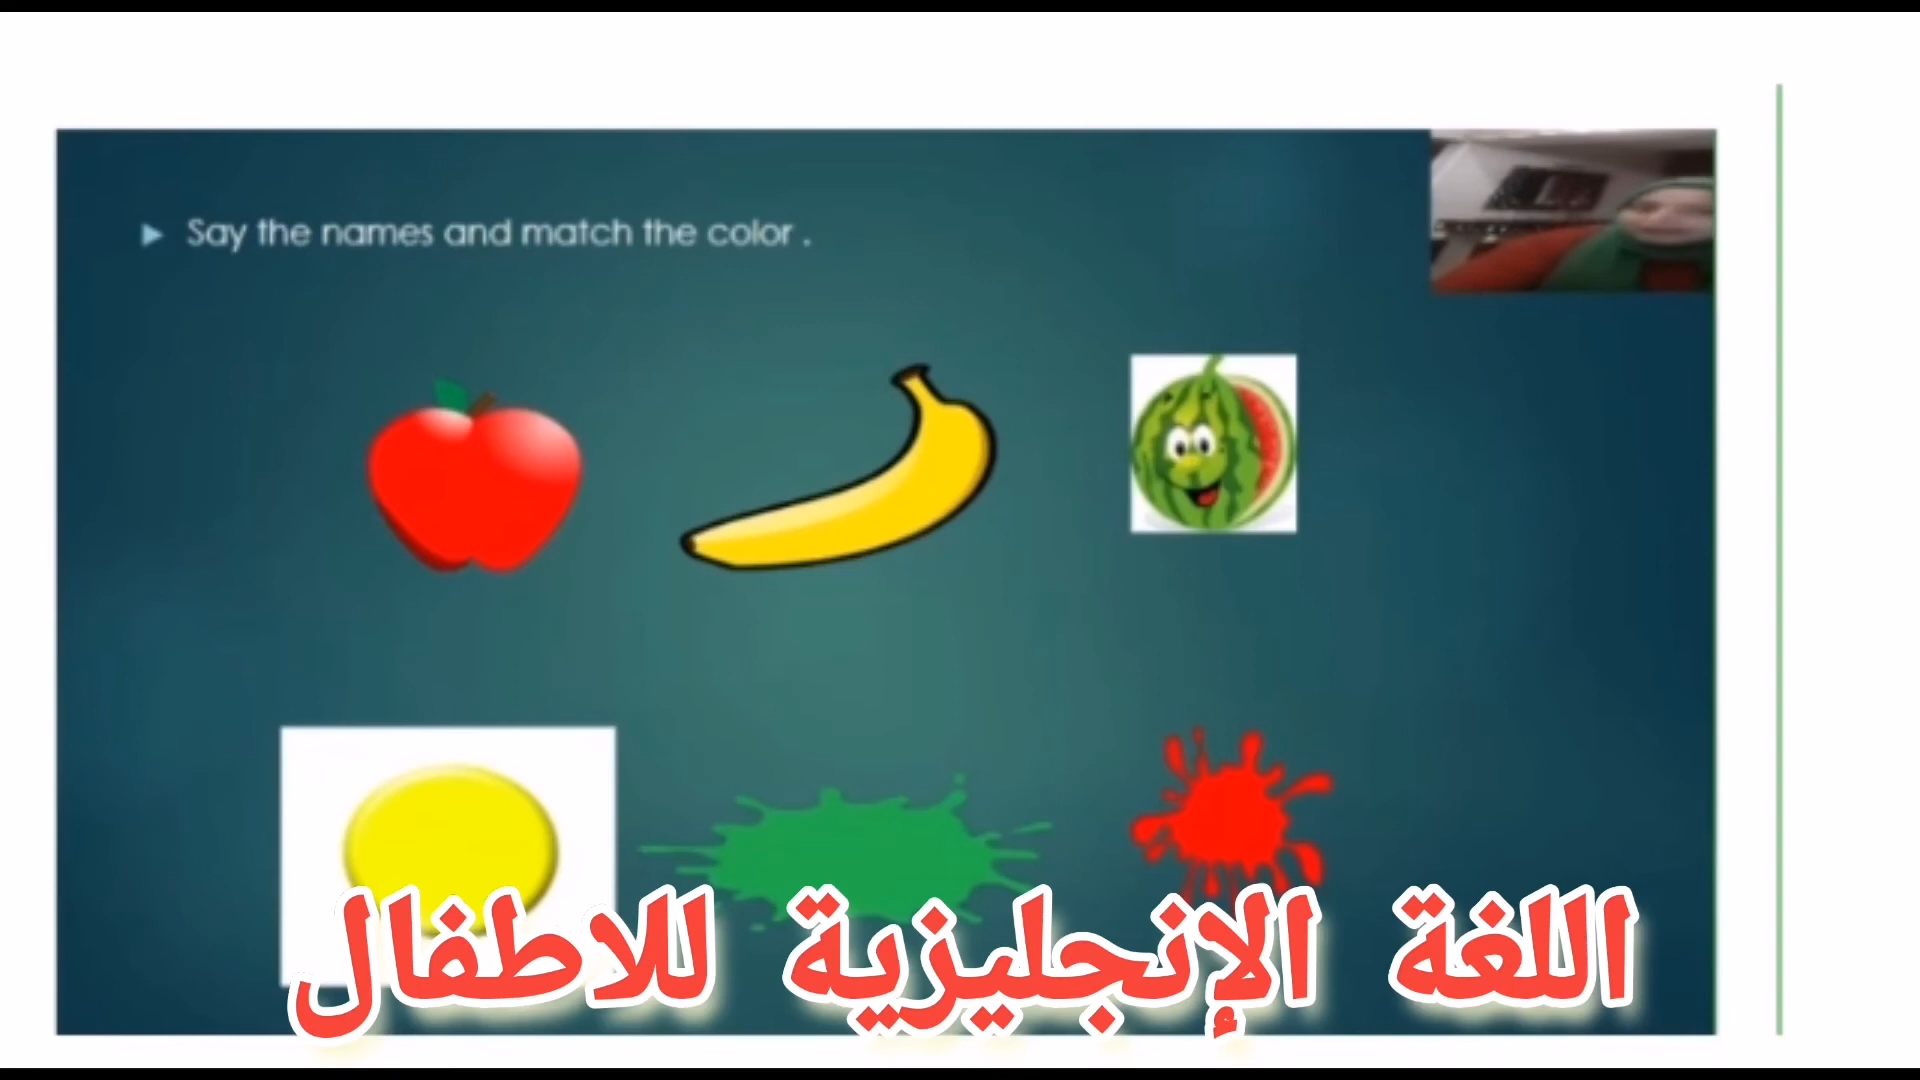 Say the names and match the color .
اللغة الإنجليزية للاطفال